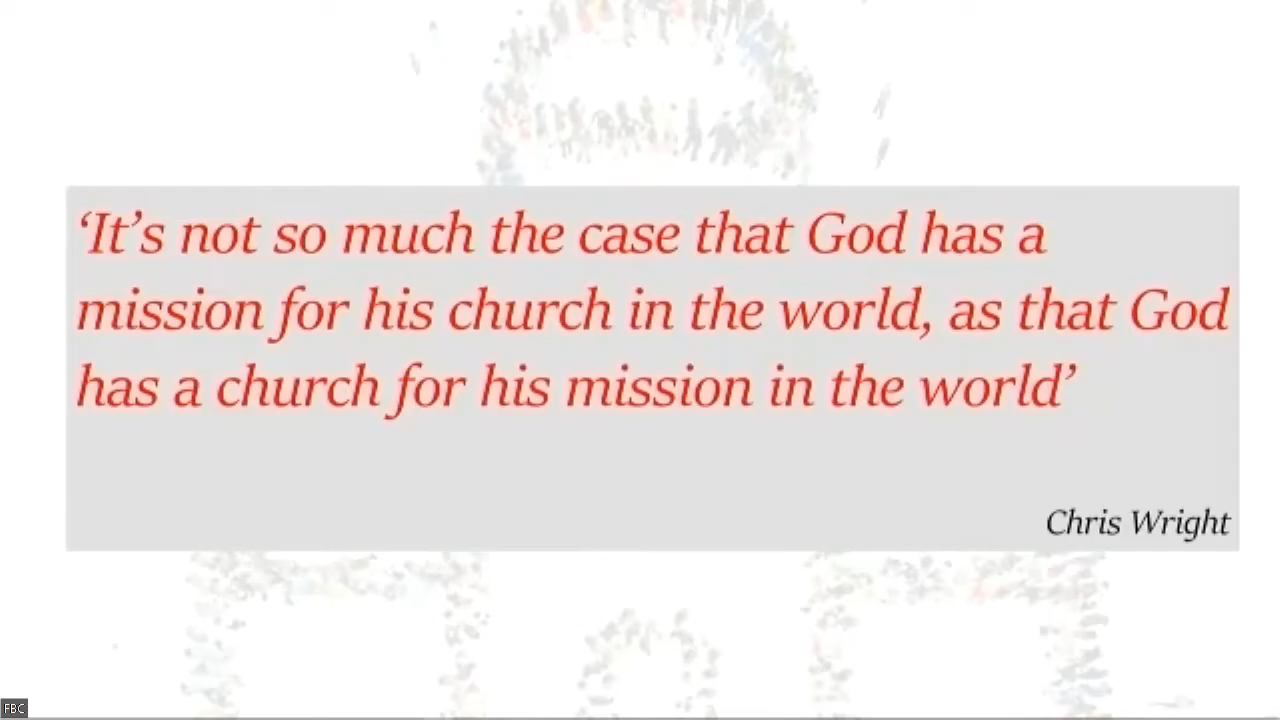 ‘It’s not so much the case that God has a
mission for his church in the world, as that God
has a church for his mission in the world’
Chris Wright
FBC